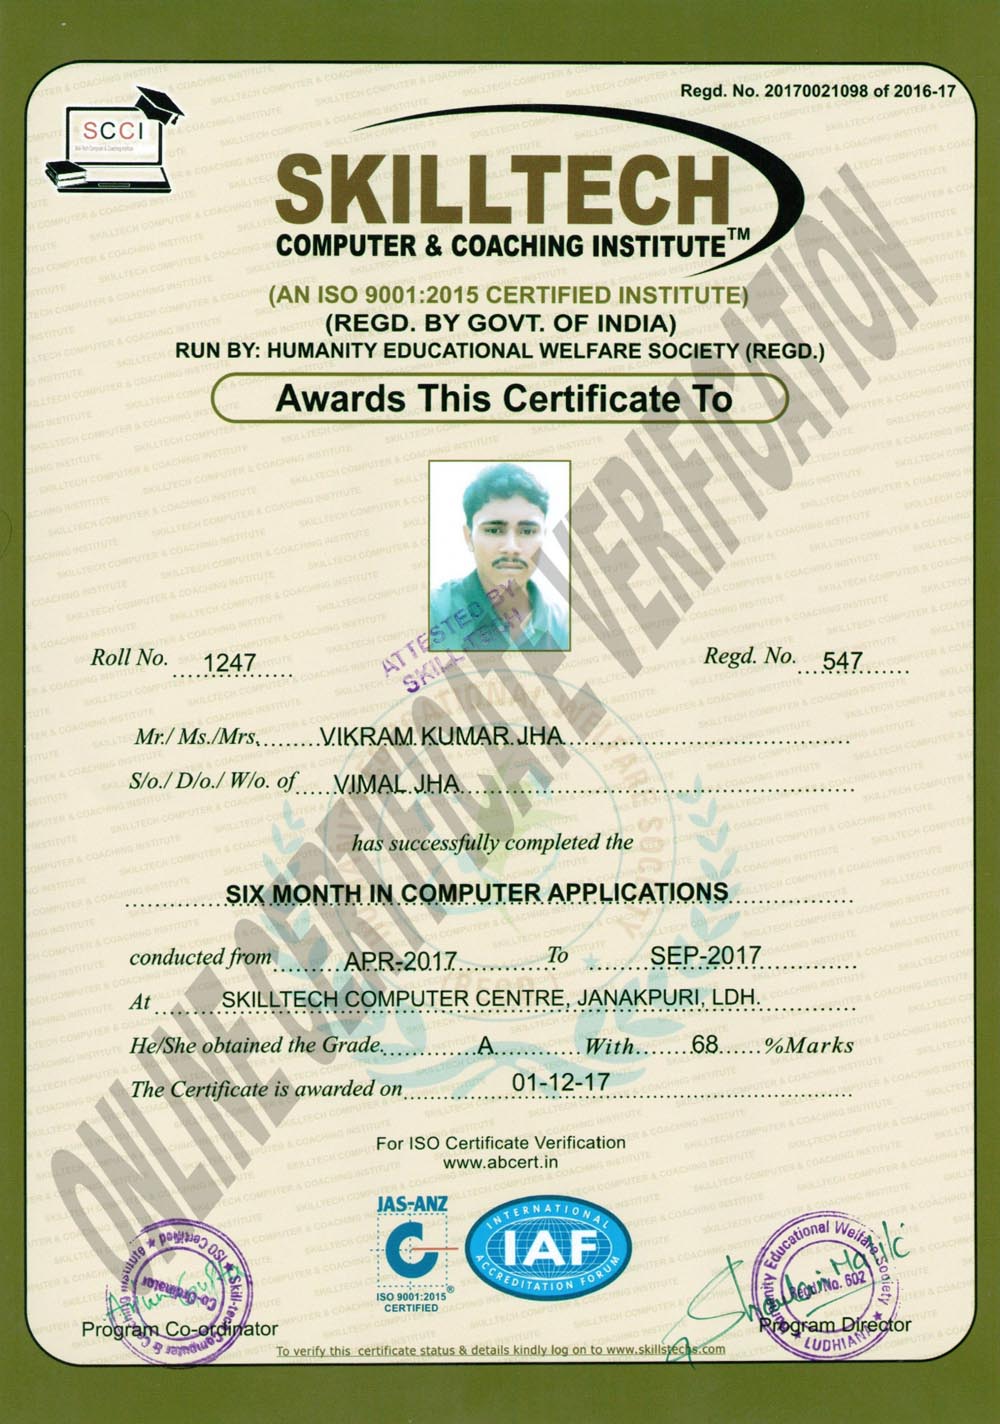 Regd. No. 20170021098 of 2016-17
SCCI
SKILLTECH
COMPUTER & COACHING INSTITUTE™
(AN ISO 9001:2015 CERTIFIED INSTITUTE)
(REGD. BY GOVT. OF INDIA)
RUN BY: HUMANITY EDUCATIONAL WELFARE SOCIETY (REGD.)
Awards This Certificate To
ATTESTED BY:
SKILL-TECH
Roll No. 1247 Regd. No. 547
Mr./ Ms./Mrs. VIKRAM KUMAR JHA
S/o./ D/o./ W/o. of VIMAL JHA
has successfully completed the
SIX MONTH IN COMPUTER APPLICATIONS
conducted from APR-2017 To SEP-2017
At SKILLTECH COMPUTER CENTRE, JANAKPURI, LDH.
He/She obtained the Grade A With 68 %Marks
The Certificate is awarded on 01-12-17
For ISO Certificate Verification
www.abcert.in
JAS-ANZ
ISO 9001:2015
CERTIFIED
INTERNATIONAL
IAF
ACCREDITATION FORUM
Co-Ordinator
Program Co-ordinator
Educational Welfare Society
Regd No. 602
LUDHIANA
Program Director
To verify this certificate status & details kindly log on to www.skillstechs.com
ONLINE CERTIFICATE VERIFICATION